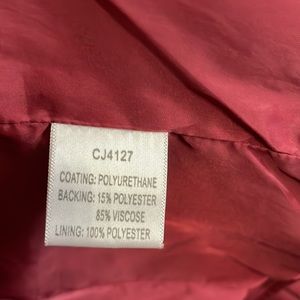 CJ4127
COATING: POLYURETHANE
BACKING: 15% POLYESTER
85% VISCOSE
LINING: 100% POLYESTER